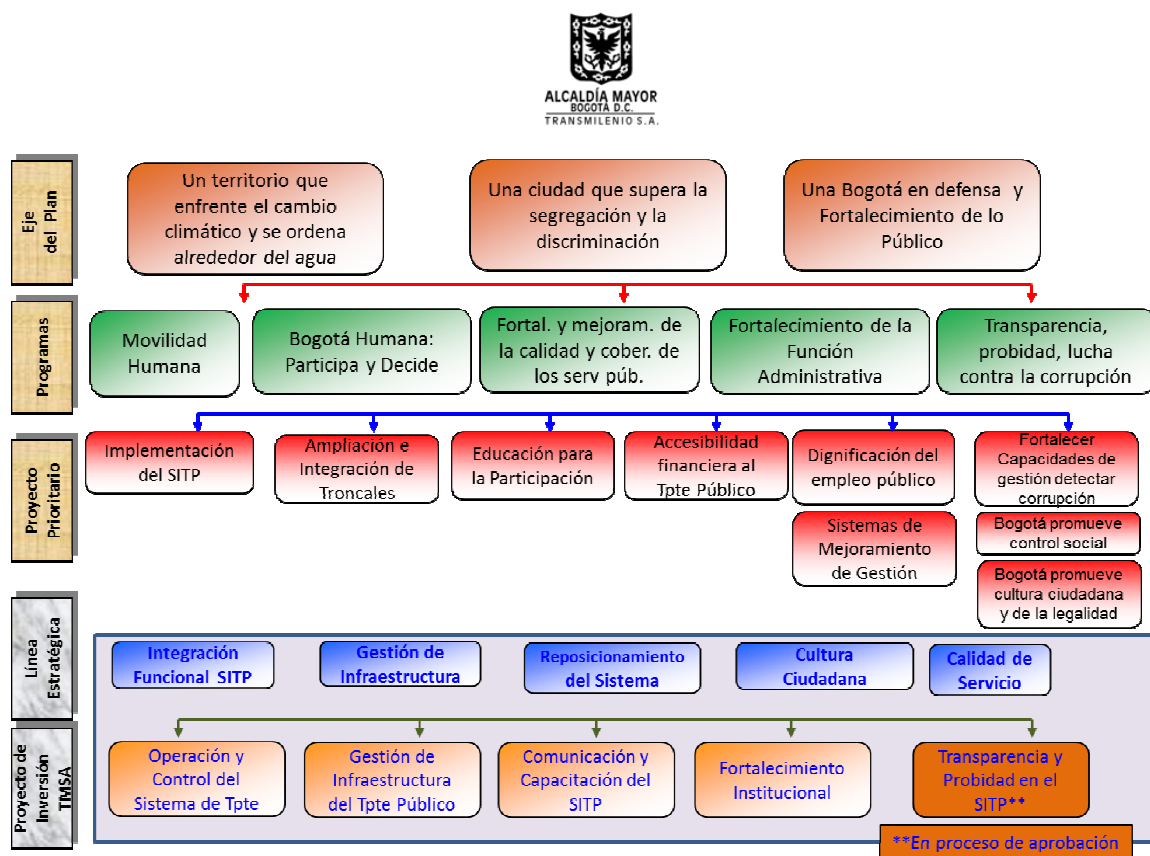 ALCALDÍA MAYOR
BOGOTÁ D.C.
TRANSMILENIO S.A.
Eje
del Plan
Un territorio que
enfrente el cambio
climático y se ordena
alrededor del agua
Una ciudad que supera la
segregación y la
discriminación
Una Bogotá en defensa y
Fortalecimiento de lo
Público
Programas
Movilidad
Humana
Bogotá Humana:
Participa y Decide
Fortal. y mejoram. de
la calidad y cober. de
los serv púb.
Fortalecimiento de la
Función
Administrativa
Transparencia,
probidad, lucha
contra la corrupción
Proyecto
Prioritario
Implementación
del SITP
Ampliación e
Integración de
Troncales
Educación para
la Participación
Accesibilidad
financiera al
Tpte Público
Dignificación del
empleo público
Sistemas de
Mejoramiento
de Gestión
Fortalecer
Capacidades de
gestión detectar
corrupción
Bogotá promueve
control social
Bogotá promueve
cultura ciudadana
y de la legalidad
Línea
Estratégica
Integración
Funcional SITP
Gestión de
Infraestructura
Reposicionamiento
del Sistema
Cultura
Ciudadana
Calidad de
Servicio
Proyecto de
Inversión
TMSA
Operación y
Control del
Sistema de Tpte
Gestión de
Infraestructura
del Tpte Público
Comunicación y
Capacitación del
SITP
Fortalecimiento
Institucional
Transparencia y
Probidad en el
SITP**
**En proceso de aprobación